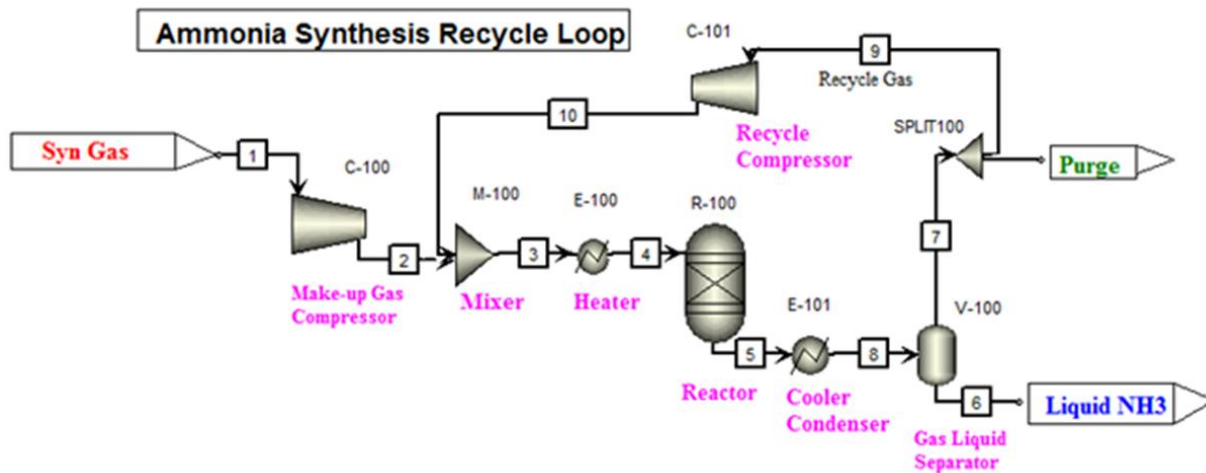 Ammonia Synthesis Recycle Loop
C-101
9
Recycle Gas
10
Recycle
Compressor
SPLIT100
Purge
Syn Gas
1
C-100
M-100
E-100
R-100
7
2
3
4
Make-up Gas
Compressor
Mixer
Heater
E-101
V-100
5
8
Reactor
Cooler
Condenser
6
Liquid NH3
Gas Liquid
Separator